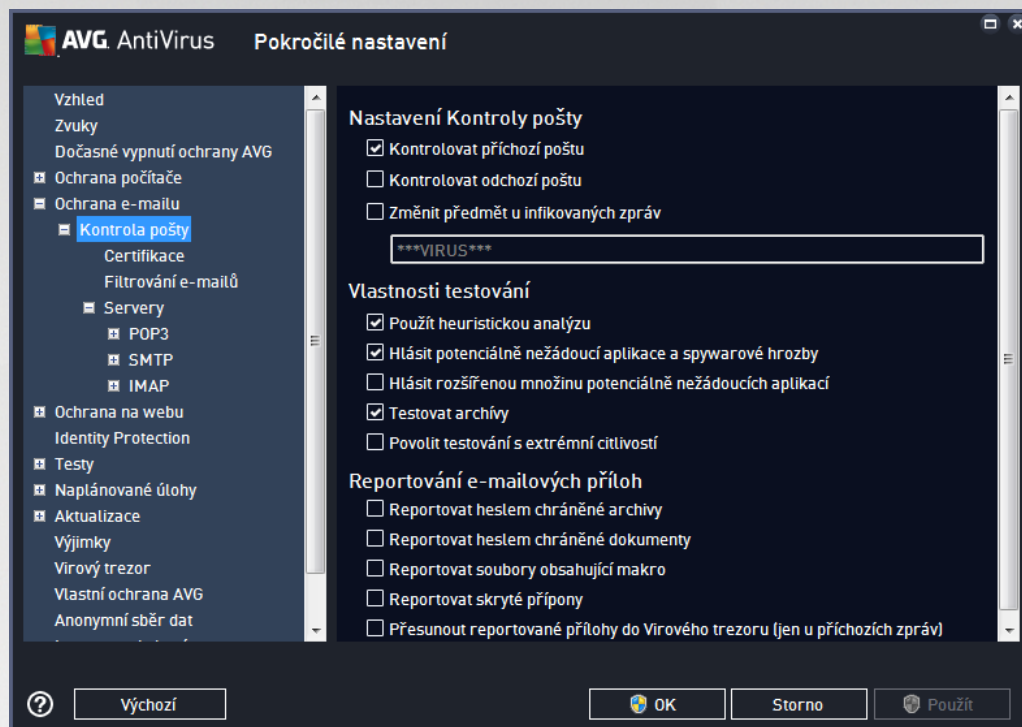 AVG. AntiVirus Pokročilé nastavení
Vzhled
Zvuky
Dočasné vypnutí ochrany AVG
Ochrana počítače
Ochrana e-mailu
Kontrola pošty
Certifikace
Filtrování e-mailů
Servery
POP3
SMTP
IMAP
Ochrana na webu
Identity Protection
Testy
Naplánované úlohy
Aktualizace
Výjimky
Virový trezor
Vlastní ochrana AVG
Anonymní sběr dat
Nastavení Kontroly pošty
Kontrolovat příchozí poštu
Kontrolovat odchozí poštu
Změnit předmět u infikovaných zpráv
***VIRUS***
Vlastnosti testování
Použít heuristickou analýzu
Hlásit potenciálně nežádoucí aplikace a spywarové hrozby
Hlásit rozšířenou množinu potenciálně nežádoucích aplikací
Testovat archívy
Povolit testování s extrémní citlivostí
Reportování e-mailových příloh
Reportovat heslem chráněné archivy
Reportovat heslem chráněné dokumenty
Reportovat soubory obsahující makro
Reportovat skryté přípony
Přesunout reportované přílohy do Virového trezoru (jen u příchozích zpráv)
Výchozí
OK
Storno
Použít